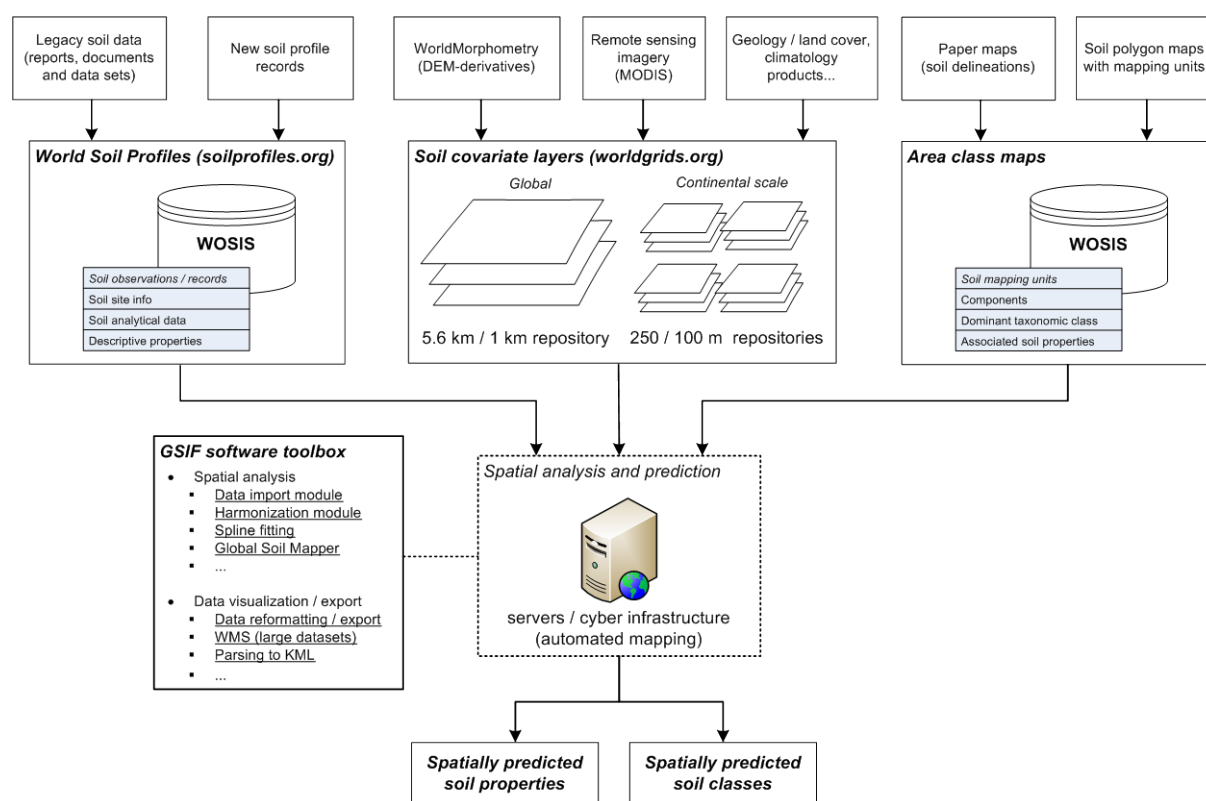 Legacy soil data
(reports, documents
and data sets)
New soil profile
records
WorldMorphometry
(DEM-derivatives)
Remote sensing
imagery
(MODIS)
Geology / land cover,
climatology
products...
Paper maps
(soil delineations)
Soil polygon maps
with mapping units
World Soil Profiles (soilprofiles.org)
WOSIS
Soil observations / records
Soil site info
Soil analytical data
Descriptive properties
Soil covariate layers (worldgrids.org)
Global
Continental scale
5.6 km / 1 km repository
250 / 100 m repositories
Area class maps
WOSIS
Soil mapping units
Components
Dominant taxonomic class
Associated soil properties
GSIF software toolbox
• Spatial analysis
▪ Data import module
▪ Harmonization module
▪ Spline fitting
▪ Global Soil Mapper
▪ ...
• Data visualization / export
▪ Data reformatting / export
▪ WMS (large datasets)
▪ Parsing to KML
▪ ...
Spatial analysis and prediction
servers / cyber infrastructure
(automated mapping)
Spatially predicted
soil properties
Spatially predicted
soil classes